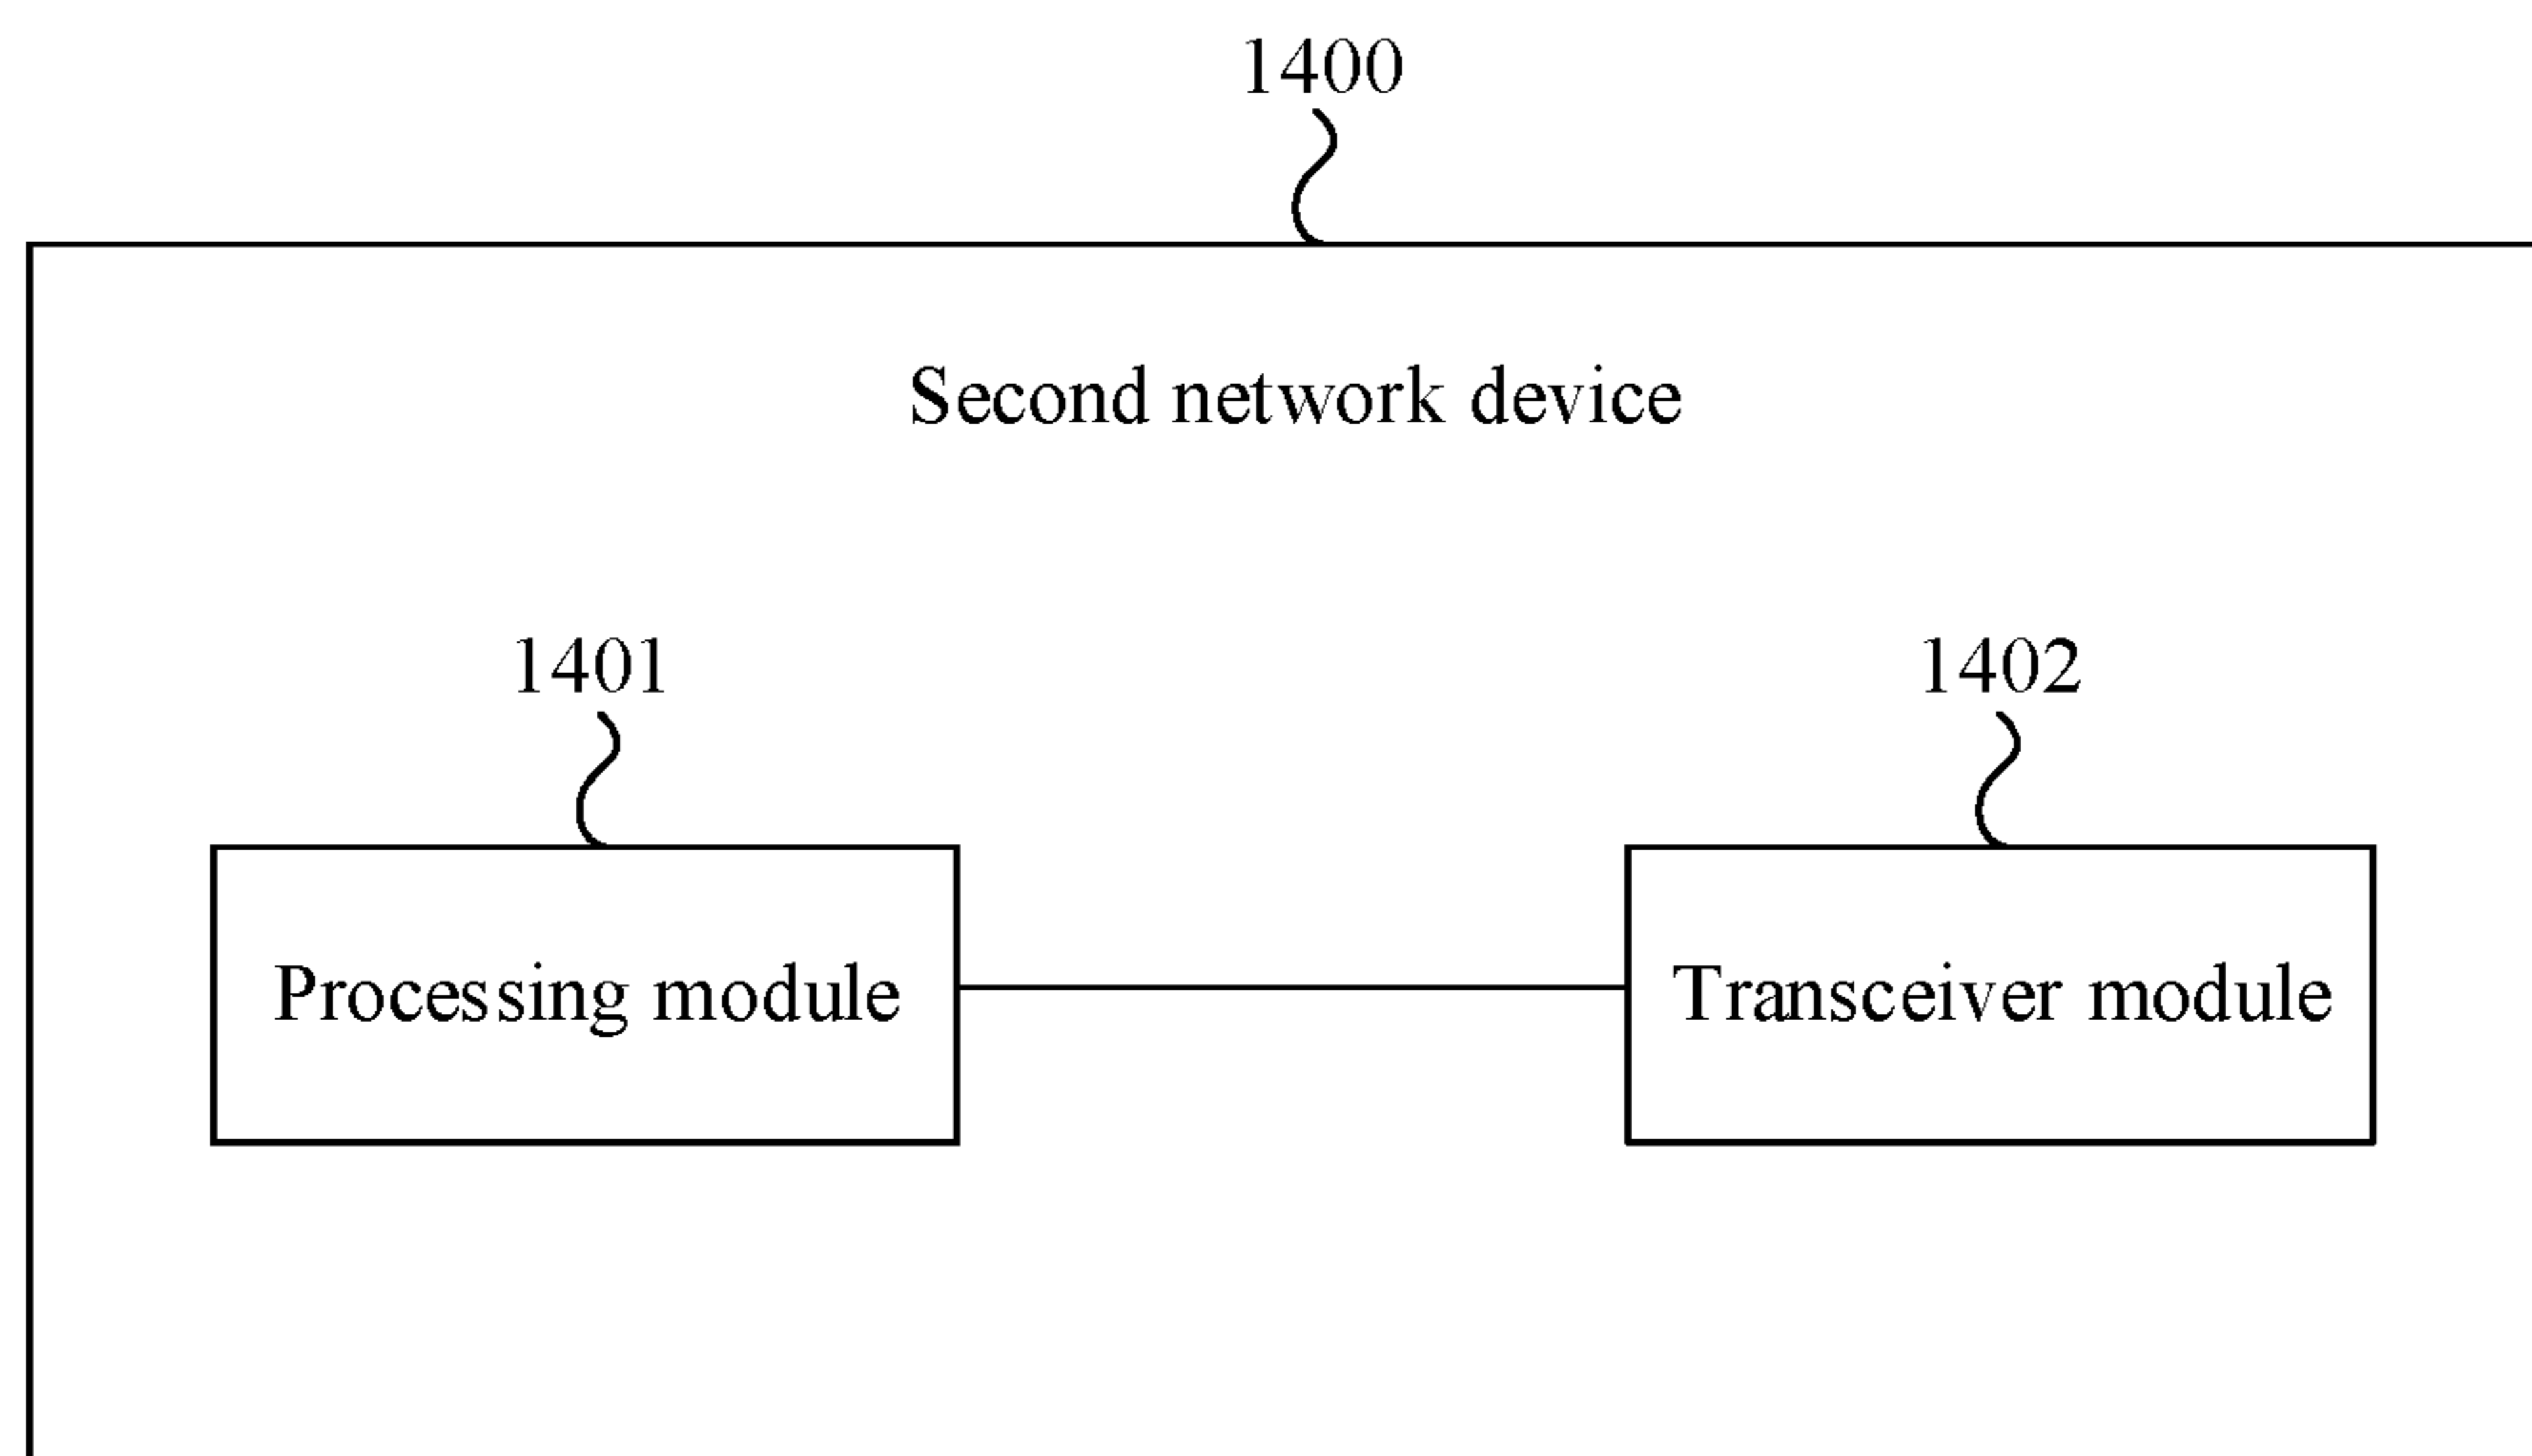 1400
Second network device
1401
1402
Processing module
Transceiver module